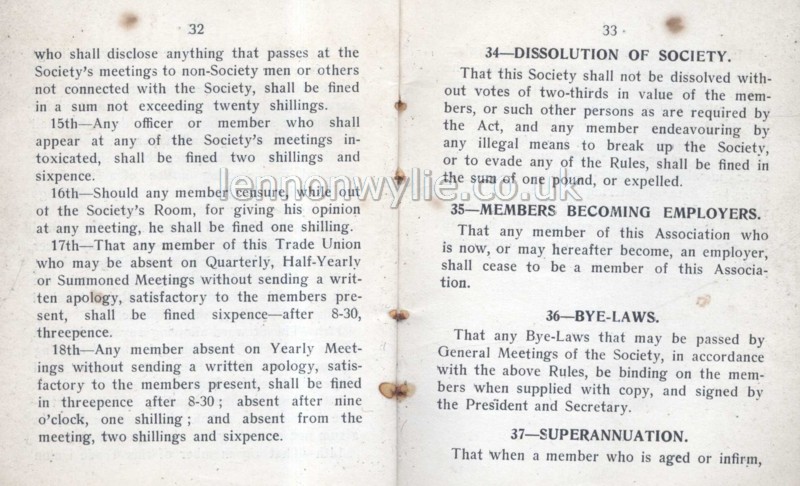 32
who shall disclose anything that passes at the
Society's meetings to non-Society men or others
not connected with the Society, shall be fined
in a sum not exceeding twenty shillings.
15th—Any officer or member who shall
appear at any of the Society's meetings in-
toxicated, shall be fined two shillings and
sixpence.
16th—Should any member censure, while out
of the Society's Room, for giving his opinion
at any meeting, he shall be fined one shilling.
17th—That any member of this Trade Union
who may be absent on Quarterly, Half-Yearly
or Summoned Meetings without sending a writ-
ten apology, satisfactory to the members pre-
sent, shall be fined sixpence—after 8-30,
threepence.
18th—Any member absent on Yearly Meet-
ings without sending a written apology, satis-
factory to the members present, shall be fined
in threepence after 8-30; absent after nine
o'clock, one shilling; and absent from the
meeting, two shillings and sixpence.
33
34—DISSOLUTION OF SOCIETY.
That this Society shall not be dissolved with-
out votes of two-thirds in value of the mem-
bers, or such other persons as are required by
the Act, and any member endeavouring by
any illegal means to break up the Society,
or to evade any of the Rules, shall be fined in
the sum of one pound, or expelled.
35—MEMBERS BECOMING EMPLOYERS.
That any member of this Association who
is now, or may hereafter become, an employer,
shall cease to be a member of this Associa-
tion.
36—BYE-LAWS.
That any Bye-Laws that may be passed by
General Meetings of the Society, in accordance
with the above Rules, be binding on the mem-
bers when supplied with copy, and signed by
the President and Secretary.
37—SUPERANNUATION.
That when a member who is aged or infirm,
lennonwylie.co.uk